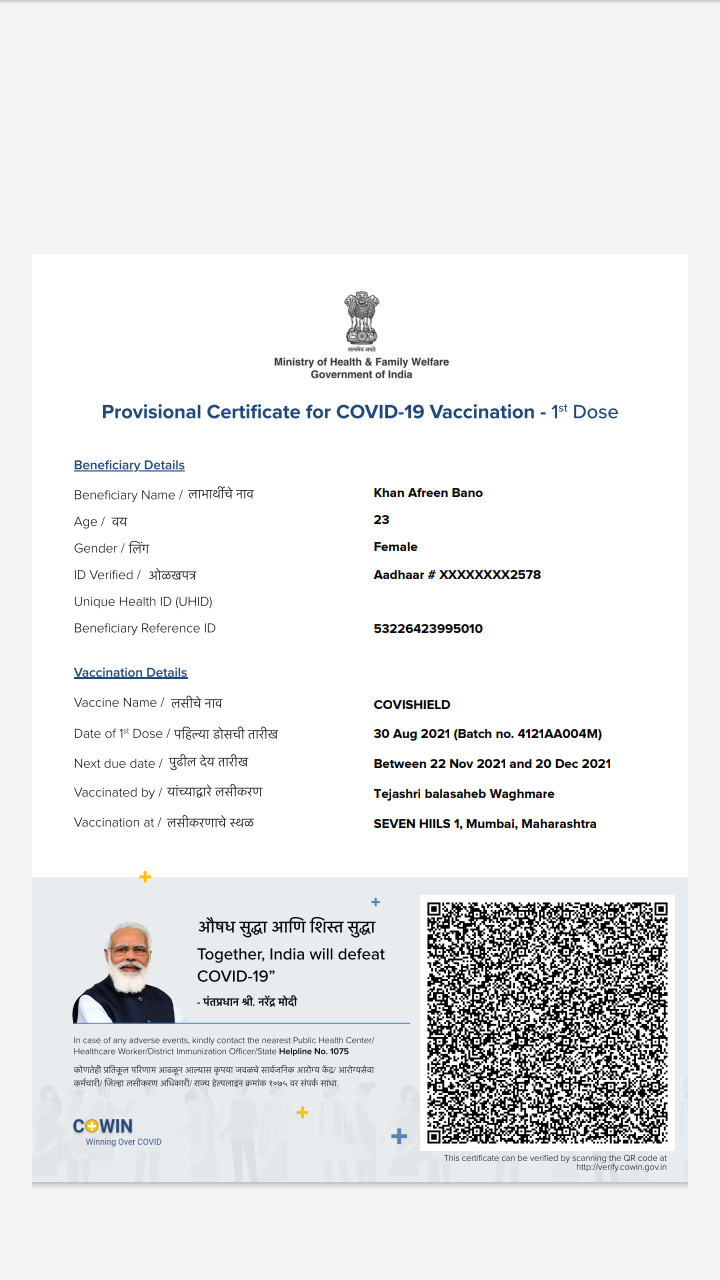 सत्यमेव जयते
Ministry of Health & Family Welfare
Government of India
Provisional Certificate for COVID-19 Vaccination - 1st Dose
Beneficiary Details
Beneficiary Name / लाभार्थीचे नाव Khan Afreen Bano
Age / वय 23
Gender / लिंग Female
ID Verified / ओळखपत्र Aadhaar # XXXXXXXX2578
Unique Health ID (UHID)
Beneficiary Reference ID 53226423995010
Vaccination Details
Vaccine Name / लसीचे नाव COVISHIELD
Date of 1st Dose / पहिल्या डोसची तारीख 30 Aug 2021 (Batch no. 4121AA004M)
Next due date / पुढील देय तारीख Between 22 Nov 2021 and 20 Dec 2021
Vaccinated by / यांच्याद्वारे लसीकरण Tejashri balasaheb Waghmare
Vaccination at / लसीकरणाचे स्थळ SEVEN HIILS 1, Mumbai, Maharashtra
औषध सुद्धा आणि शिस्त सुद्धा
Together, India will defeat
COVID-19”
- पंतप्रधान श्री. नरेंद्र मोदी
In case of any adverse events, kindly contact the nearest Public Health Center/
Healthcare Worker/District Immunization Officer/State Helpline No. 1075
कोणतेही प्रतिकूल परिणाम आढळून आल्यास कृपया जवळचे सार्वजनिक आरोग्य केंद्र/ आरोग्यसेवा
कर्मचारी/ जिल्हा लसीकरण अधिकारी/ राज्य हेल्पलाइन क्रमांक १०७५ वर संपर्क साधा.
COWIN
Winning Over COVID
This certificate can be verified by scanning the QR code at
http://verify.cowin.gov.in